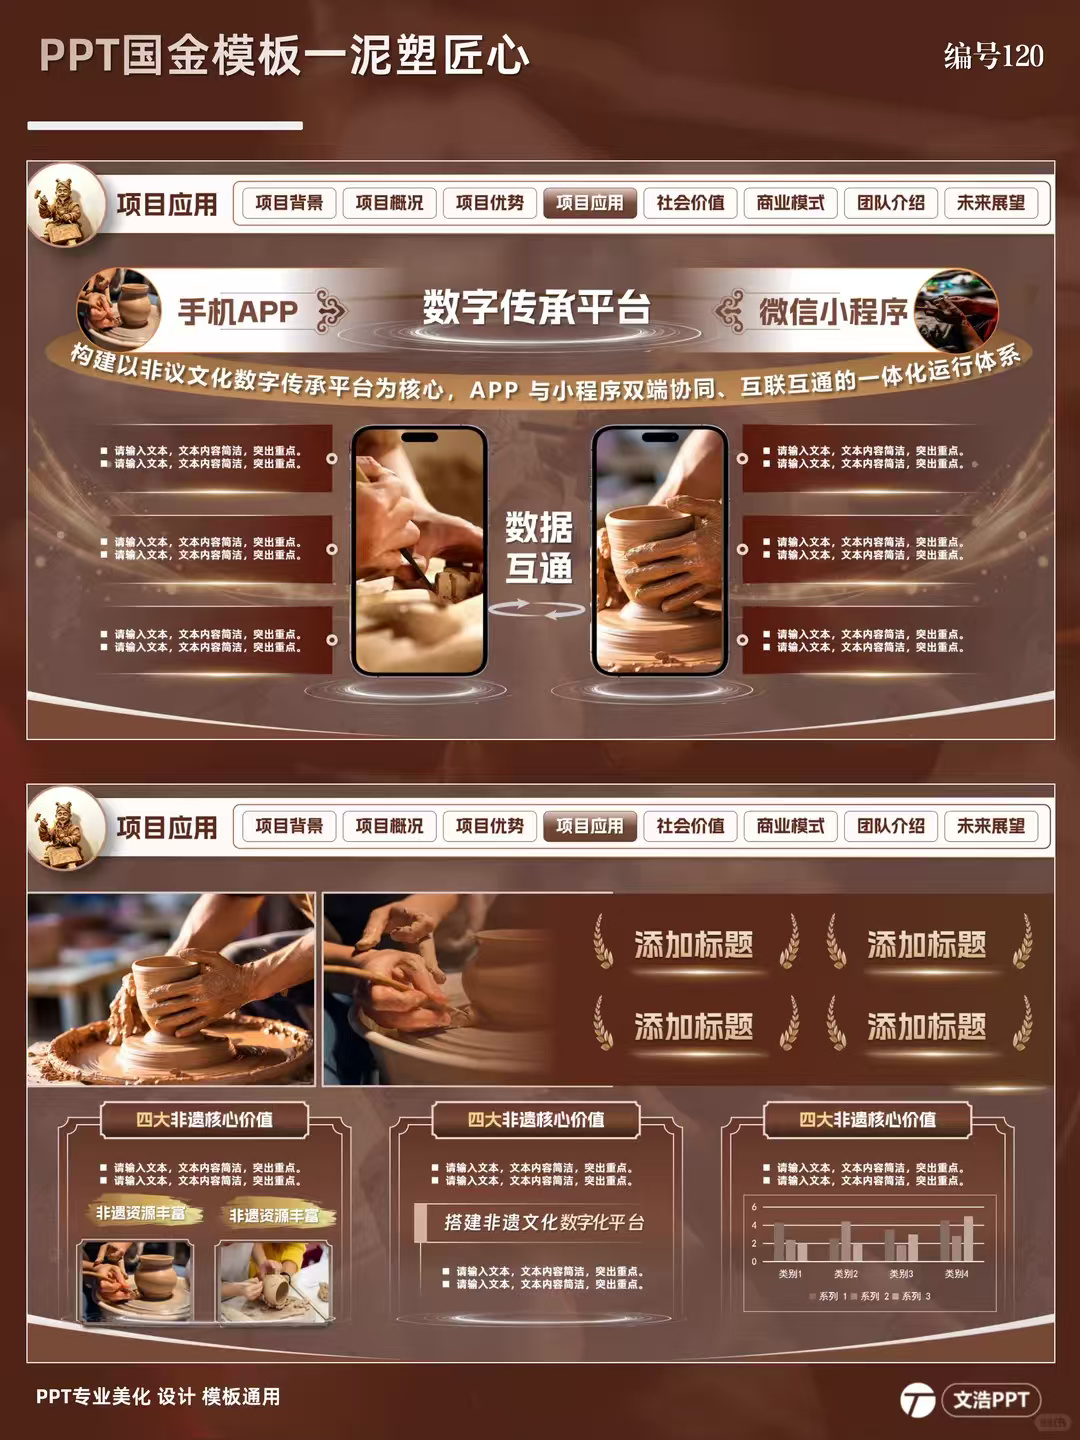 PPT国金模板—泥塑匠心
编号120
项目应用
项目背景 项目概况 项目优势 项目应用 社会价值 商业模式 团队介绍 未来展望
手机APP
数字传承平台
微信小程序
构建以非议文化数字传承平台为核心，APP 与小程序双端协同、互联互通的一体化运行体系
请输入文本，文本内容简洁，突出重点。
请输入文本，文本内容简洁，突出重点。
请输入文本，文本内容简洁，突出重点。
请输入文本，文本内容简洁，突出重点。
请输入文本，文本内容简洁，突出重点。
请输入文本，文本内容简洁，突出重点。
数据
互通
请输入文本，文本内容简洁，突出重点。
请输入文本，文本内容简洁，突出重点。
请输入文本，文本内容简洁，突出重点。
请输入文本，文本内容简洁，突出重点。
请输入文本，文本内容简洁，突出重点。
请输入文本，文本内容简洁，突出重点。
项目应用
项目背景 项目概况 项目优势 项目应用 社会价值 商业模式 团队介绍 未来展望
添加标题 添加标题
添加标题 添加标题
四大非遗核心价值
请输入文本，文本内容简洁，突出重点。
请输入文本，文本内容简洁，突出重点。
非遗资源丰富 非遗资源丰富
四大非遗核心价值
请输入文本，文本内容简洁，突出重点。
请输入文本，文本内容简洁，突出重点。
搭建非遗文化数字化平台
请输入文本，文本内容简洁，突出重点。
请输入文本，文本内容简洁，突出重点。
四大非遗核心价值
请输入文本，文本内容简洁，突出重点。
请输入文本，文本内容简洁，突出重点。
6
4
2
0
类别1 类别2 类别3 类别4
系列 1 系列 2 系列 3
PPT专业美化 设计 模板通用
文浩PPT